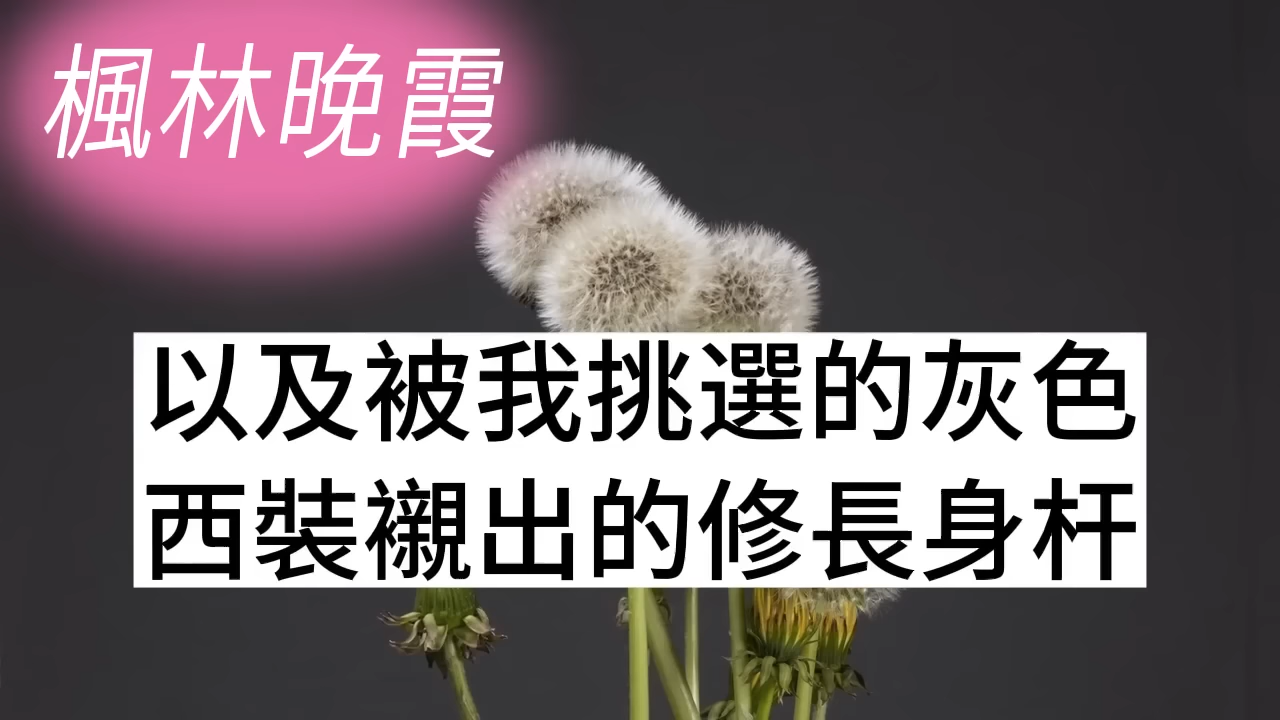 楓林晚霞
以及被我挑選的灰色
西裝襯出的修長身杆